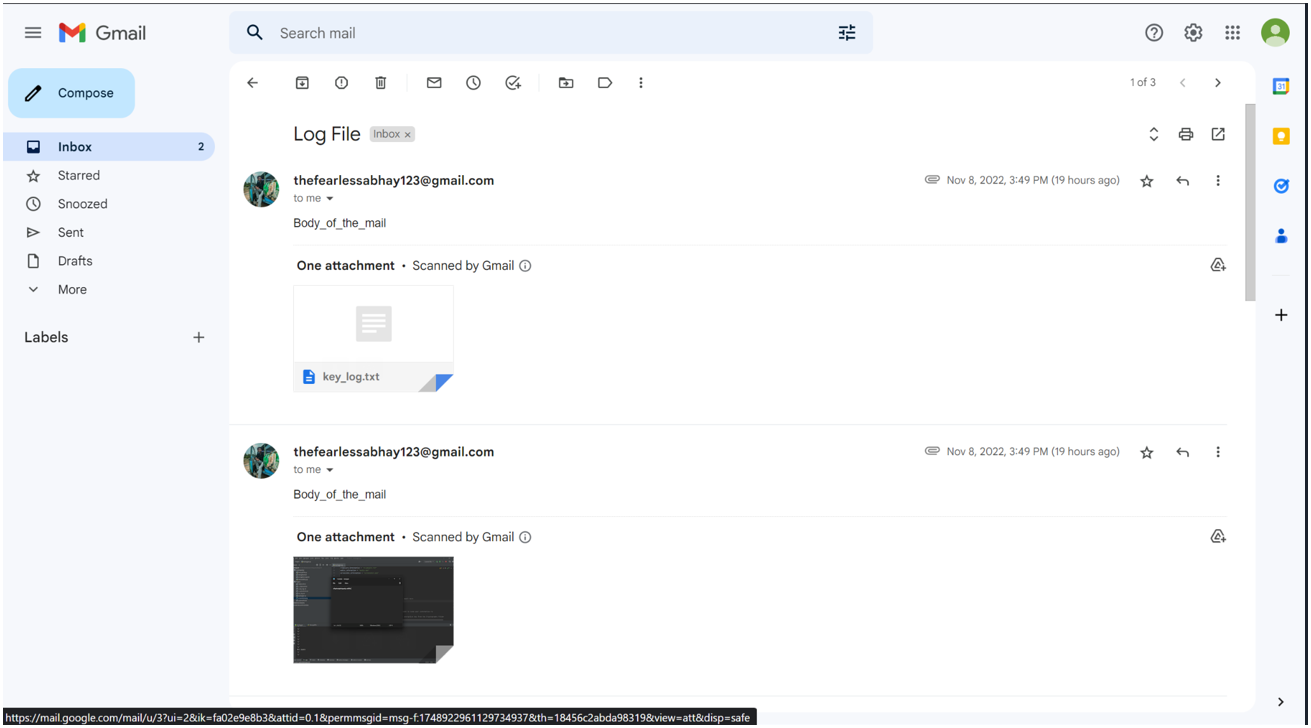 Gmail
Search mail
Compose
1 of 3
31
Inbox 2
Starred
Snoozed
Sent
Drafts
More
Labels
Log File Inbox x
thefearlessabhay123@gmail.com Nov 8, 2022, 3:49 PM (19 hours ago)
to me
Body_of_the_mail
One attachment • Scanned by Gmail
key_log.txt
thefearlessabhay123@gmail.com Nov 8, 2022, 3:49 PM (19 hours ago)
to me
Body_of_the_mail
One attachment • Scanned by Gmail
https://mail.google.com/mail/u/3?ui=2&ik=fa02e9e8b3&attid=0.1&permmsgid=msg-f:1748922961129734937&th=18456c2abda98319&view=att&disp=safe